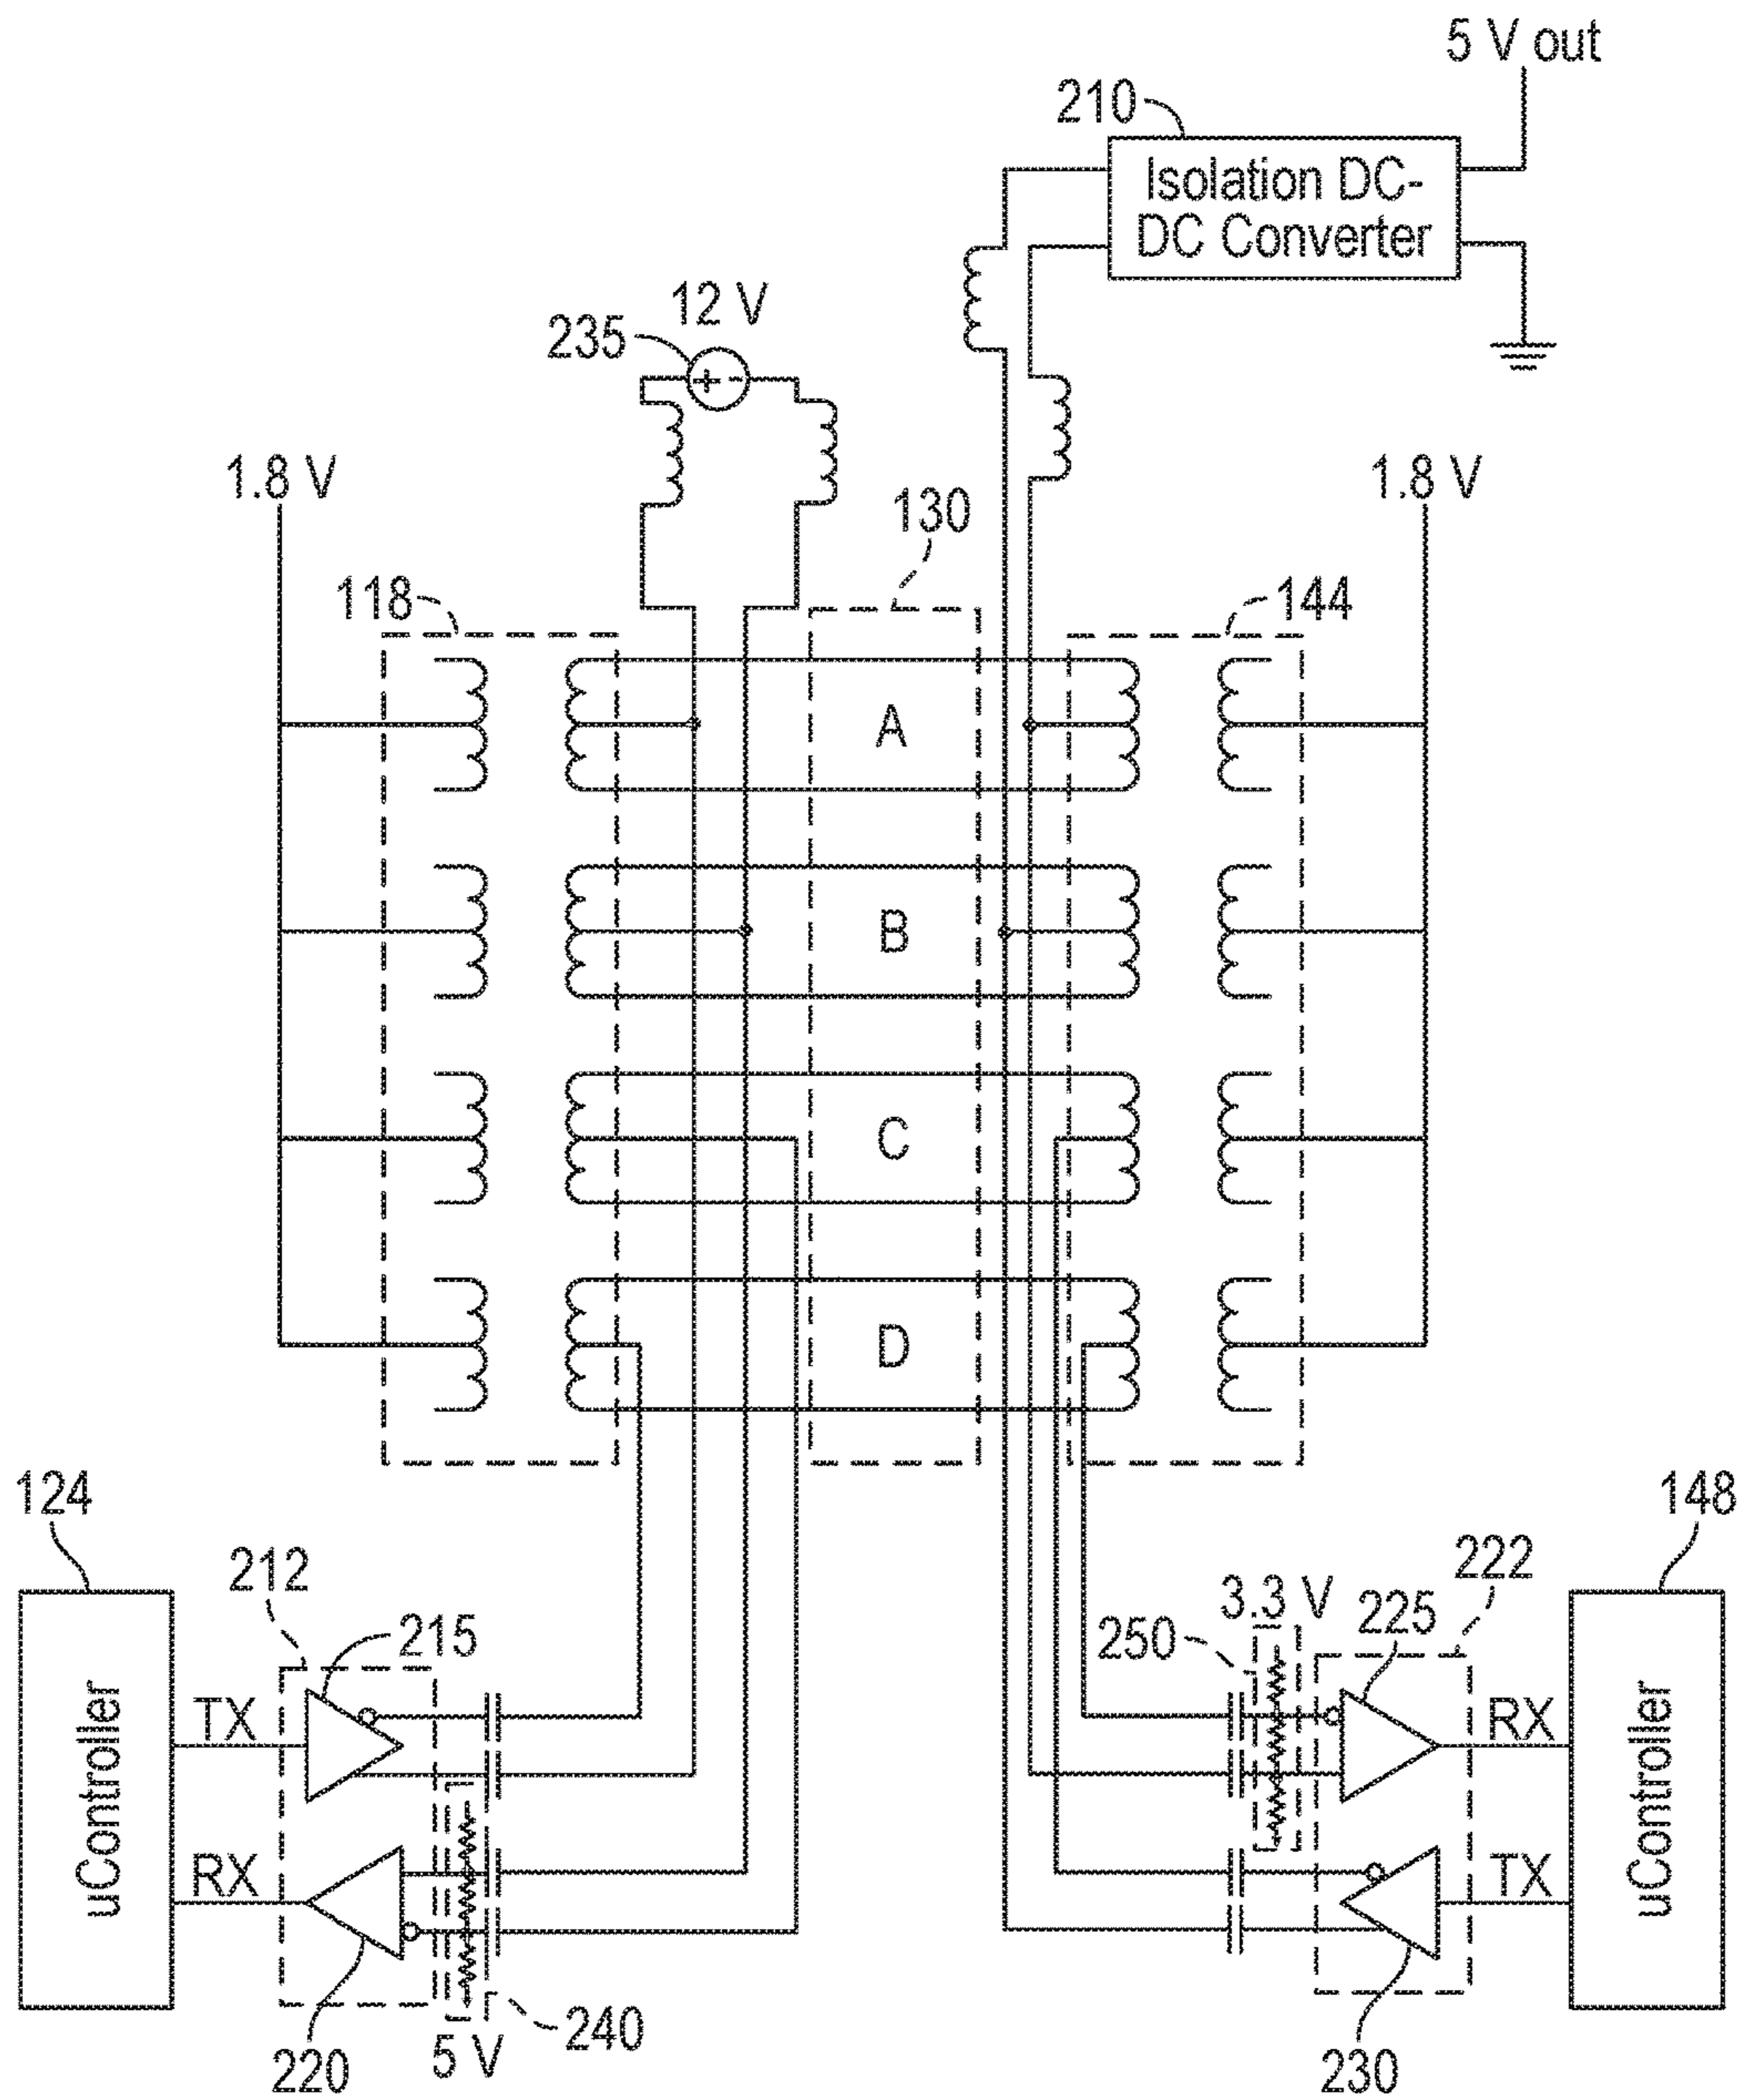 5 V out
210
Isolation DC-
DC Converter
12 V
235
+ -
1.8 V
130
1.8 V
118
144
A
B
C
D
124
148
212
222
215
3.3 V
225
250
TX
RX
uController
uController
RX
TX
240
5 V
220
230